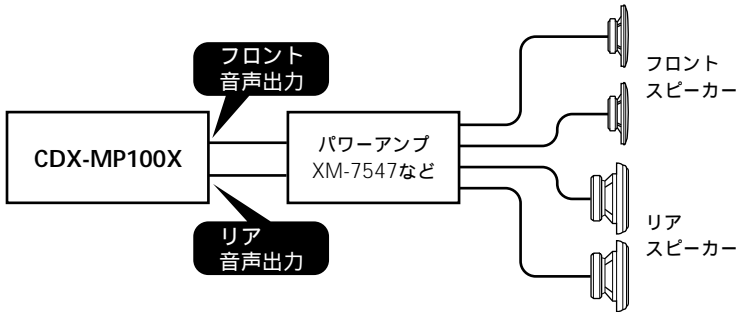 フロント
音声出力
CDX-MP100X
パワーアンプ
XM-7547など
リア
音声出力
フロント
スピーカー
リア
スピーカー